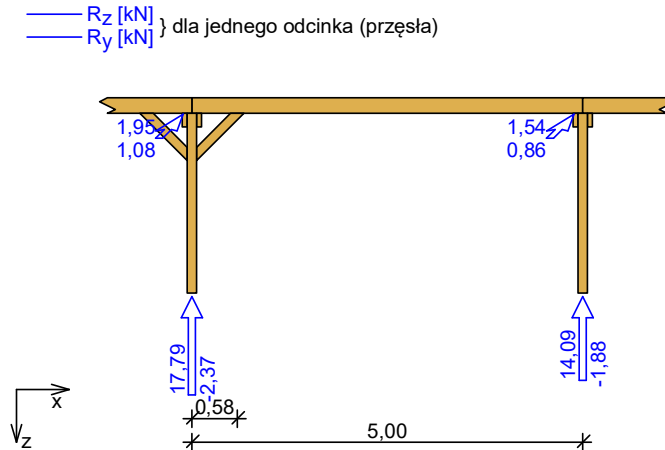 Rz [kN]
Ry [kN]
} dla jednego odcinka (przęsła)
1,95
1,08
1,54
0,86
17,79
-2,37
14,09
-1,88
0,58
5,00
x
z